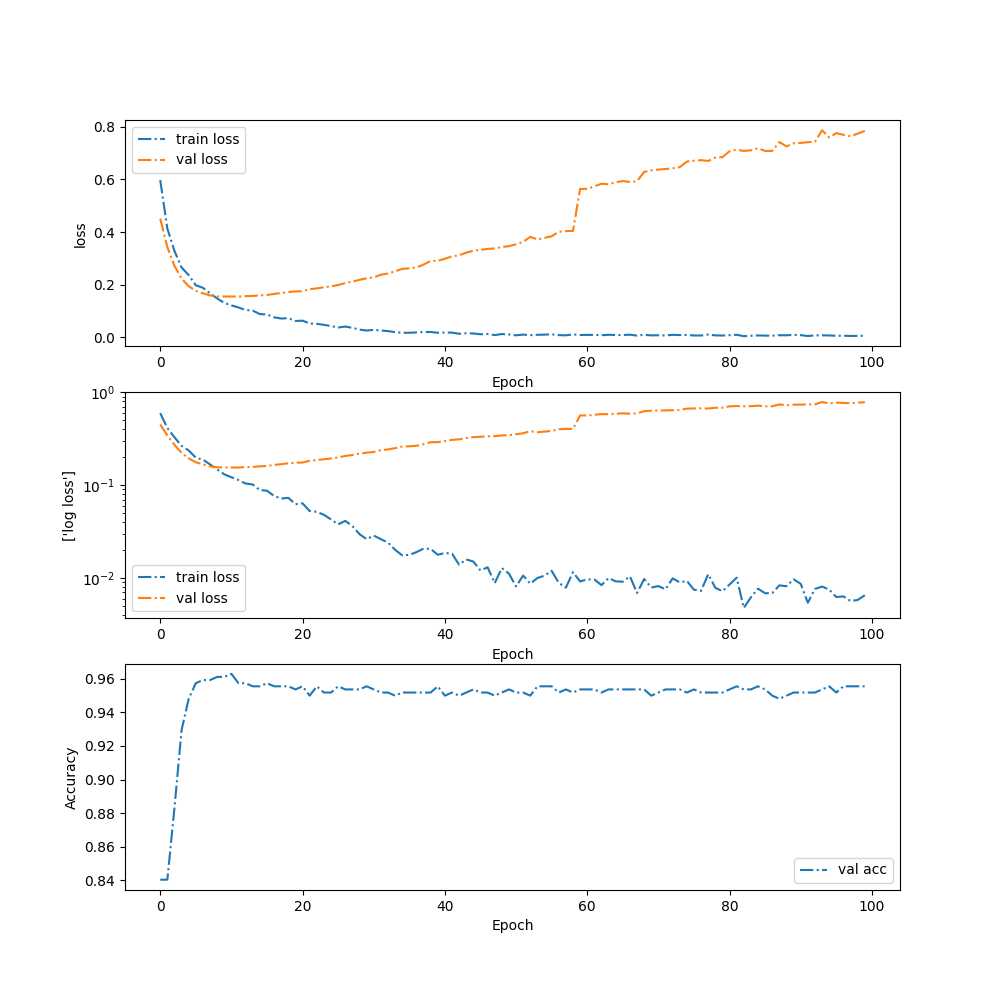 train loss
val loss
loss
0.8
0.6
0.4
0.2
0.0
0 20 40 60 80 100
Epoch
['log loss']
10⁰
10⁻¹
10⁻²
train loss
val loss
0 20 40 60 80 100
Epoch
Accuracy
0.96
0.94
0.92
0.90
0.88
0.86
0.84
val acc
0 20 40 60 80 100
Epoch